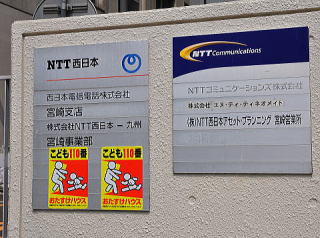 NTT西日本
西日本電信電話株式会社
宮崎支店
株式会社NTT西日本 － 九州
宮崎事業部
こども110番
おたすけハウス
こども110番
おたすけハウス
NTT Communications
NTTコミュニケーションズ 株式会社
株式会社 エヌ・ティ・ティネオメイト
(株)NTT西日本アセット・プランニング 宮崎営業所